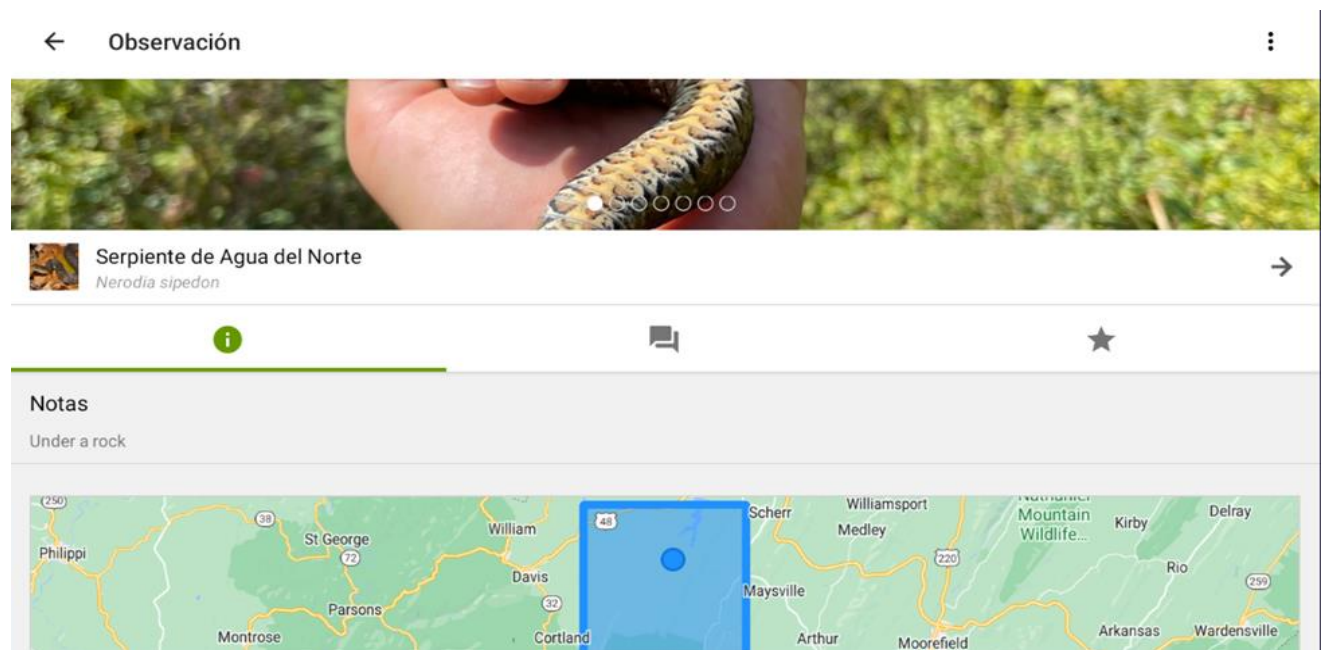 Observación
Serpiente de Agua del Norte
Nerodia sipedon
Notas
Under a rock
250
38
St George
72
William
48
Scherr
Williamsport
Medley
Nathaniel
Mountain
Wildlife...
Kirby
Delray
Philippi
220
Rio
Davis
259
Parsons
32
Maysville
Montrose
Cortland
Arthur
Moorefield
Arkansas
Wardensville